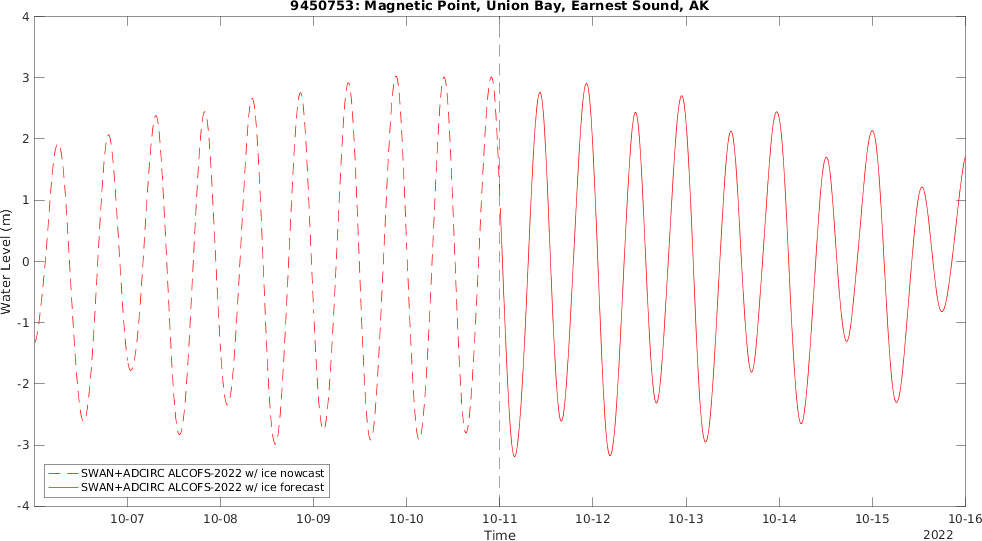 9450753: Magnetic Point, Union Bay, Earnest Sound, AK
4
3
2
1
0
-1
-2
-3
-4
Water Level (m)
SWAN+ADCIRC ALCOFS-2022 w/ ice nowcast
SWAN+ADCIRC ALCOFS-2022 w/ ice forecast
10-07 10-08 10-09 10-10 10-11 10-12 10-13 10-14 10-15 10-16
Time
2022